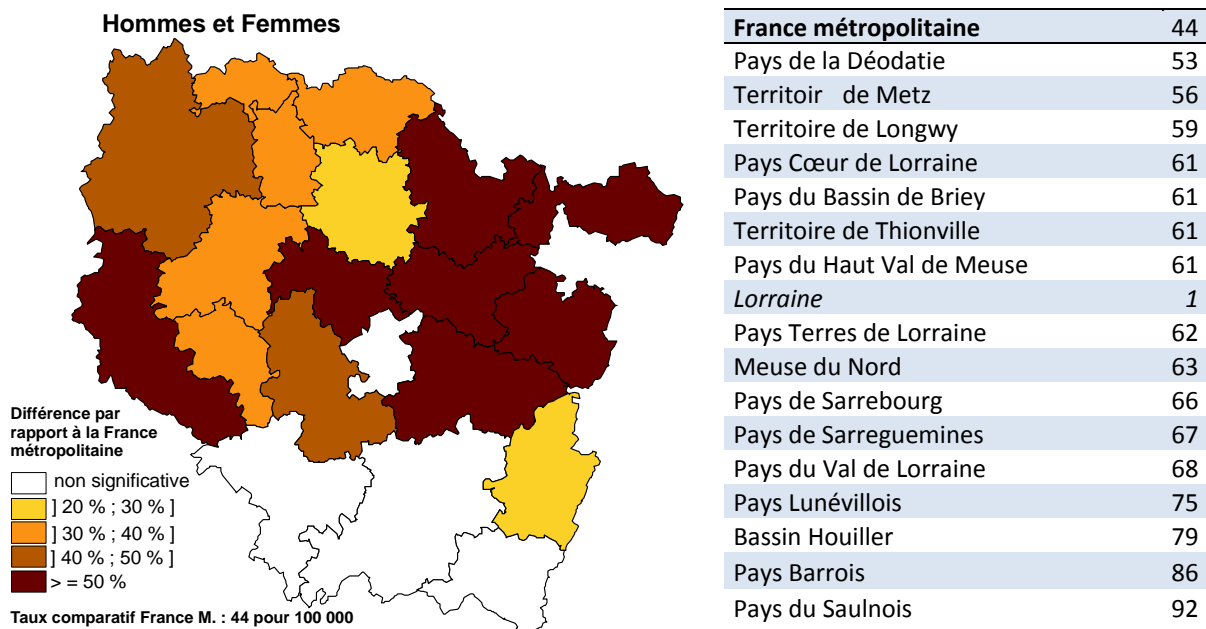 Hommes et Femmes
Différence par
rapport à la France
métropolitaine
non significative
] 20 % ; 30 % ]
] 30 % ; 40 % ]
] 40 % ; 50 % ]
> = 50 %
Taux comparatif France M. : 44 pour 100 000
France métropolitaine 44
Pays de la Déodatie 53
Territoir de Metz 56
Territoire de Longwy 59
Pays Cœur de Lorraine 61
Pays du Bassin de Briey 61
Territoire de Thionville 61
Pays du Haut Val de Meuse 61
Lorraine 1
Pays Terres de Lorraine 62
Meuse du Nord 63
Pays de Sarrebourg 66
Pays de Sarreguemines 67
Pays du Val de Lorraine 68
Pays Lunévillois 75
Bassin Houiller 79
Pays Barrois 86
Pays du Saulnois 92